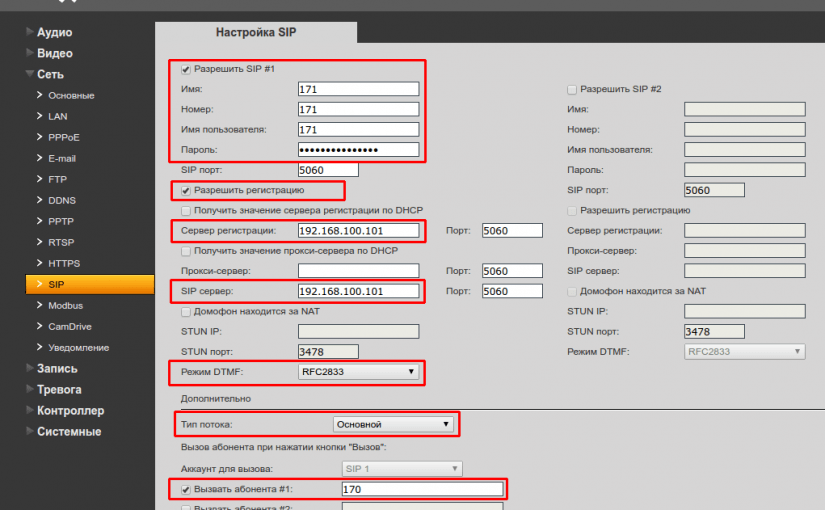 Аудио
Видео
Сеть
Основные
LAN
PPPoE
E-mail
FTP
DDNS
PPTP
RTSP
HTTPS
SIP
Modbus
CamDrive
Уведомление
Запись
Тревога
Контроллер
Системные
Настройка SIP
Разрешить SIP #1
Имя: 171
Номер: 171
Имя пользователя: 171
Пароль: •••••••••••••••
SIP порт: 5060
Разрешить регистрацию
Получить значение сервера регистрации по DHCP
Сервер регистрации: 192.168.100.101 Порт: 5060
Получить значение прокси-сервера по DHCP
Прокси-сервер: Порт: 5060
SIP сервер: 192.168.100.101 Порт: 5060
Домофон находится за NAT
STUN IP:
STUN порт: 3478
Режим DTMF: RFC2833
Дополнительно
Тип потока: Основной
Вызов абонента при нажатии кнопки "Вызов":
Аккаунт для вызова: SIP 1
Вызвать абонента #1: 170
Вызвать абонента #2:
Разрешить SIP #2
Имя:
Номер:
Имя пользователя:
Пароль:
SIP порт: 5060
Разрешить регистрацию
Сервер регистрации:
Прокси-сервер:
SIP сервер:
Домофон находится за NAT
STUN IP:
STUN порт: 3478
Режим DTMF: RFC2833